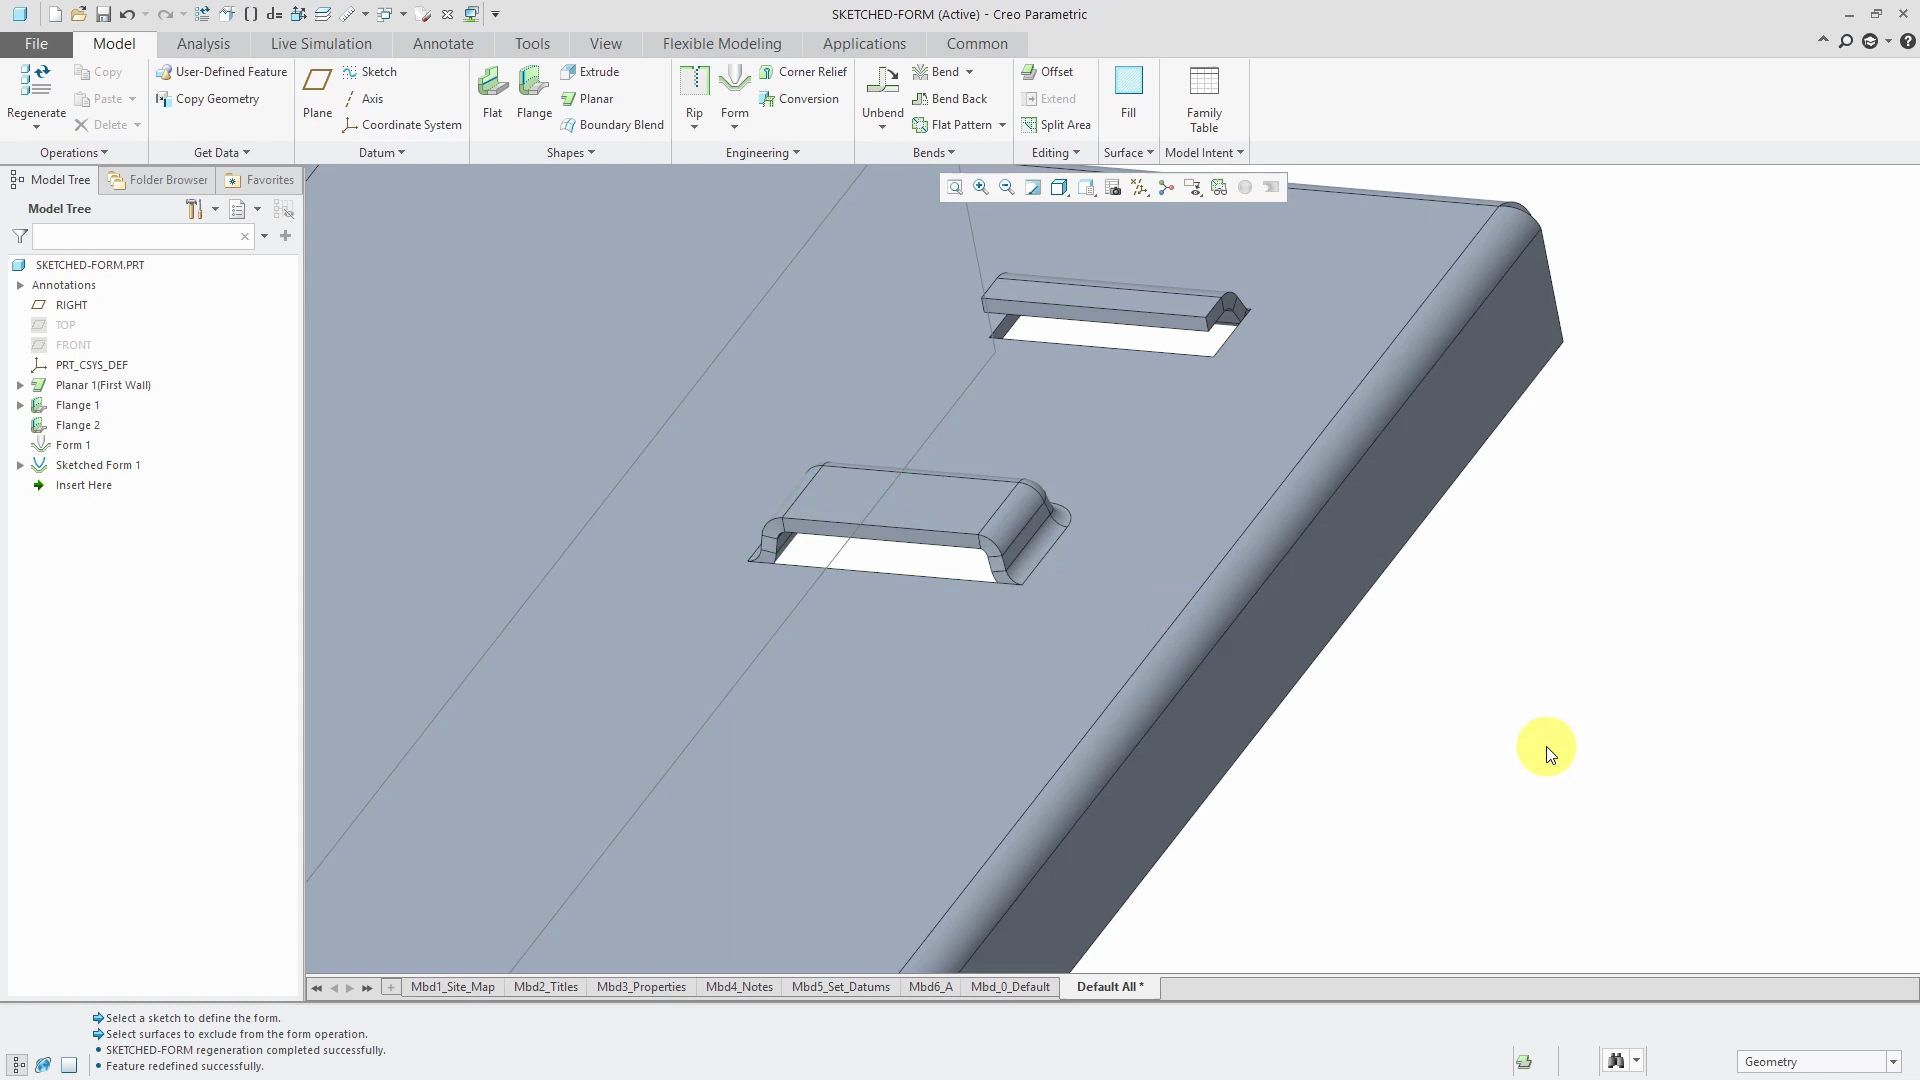 SKETCHED-FORM (Active) - Creo Parametric
File Model Analysis Live Simulation Annotate Tools View Flexible Modeling Applications Common
Regenerate
Copy
Paste
Delete
Operations
User-Defined Feature
Copy Geometry
Get Data
Plane
Sketch
Axis
Coordinate System
Datum
Flat
Flange
Extrude
Planar
Boundary Blend
Shapes
Rip
Form
Corner Relief
Conversion
Engineering
Unbend
Bend
Bend Back
Flat Pattern
Bends
Offset
Extend
Split Area
Editing
Fill
Surface
Family
Table
Model Intent
Model Tree Folder Browser Favorites
Model Tree
SKETCHED-FORM.PRT
Annotations
RIGHT
TOP
FRONT
PRT_CSYS_DEF
Planar 1(First Wall)
Flange 1
Flange 2
Form 1
Sketched Form 1
Insert Here
Mbd1_Site_Map Mbd2_Titles Mbd3_Properties Mbd4_Notes Mbd5_Set_Datums Mbd6_A Mbd_0_Default Default All *
Select a sketch to define the form.
Select surfaces to exclude from the form operation.
SKETCHED-FORM regeneration completed successfully.
Feature redefined successfully.
Geometry